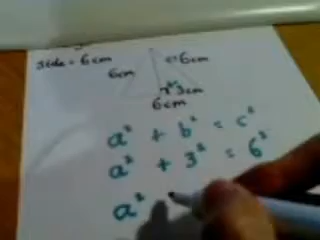 side = 6cm
c=6cm
6cm
3cm
6cm
a² + b² = c²
a² + 3² = 6²
a²